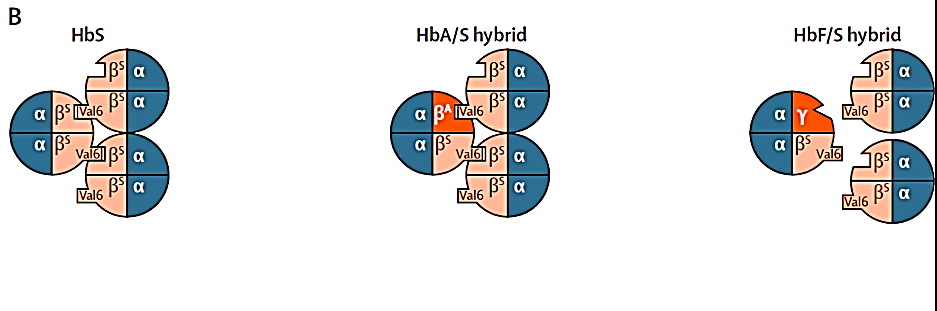 B
HbS
HbA/S hybrid
HbF/S hybrid
βˢ α
βˢ α
Val6
α βˢ
α βˢ
Val6
βˢ α
βˢ α
Val6
βˢ α
βˢ α
Val6
α βᴬ
α βˢ
Val6
βˢ α
βˢ α
Val6
βˢ α
βˢ α
Val6
α γ
α βˢ
Val6
βˢ α
βˢ α
Val6